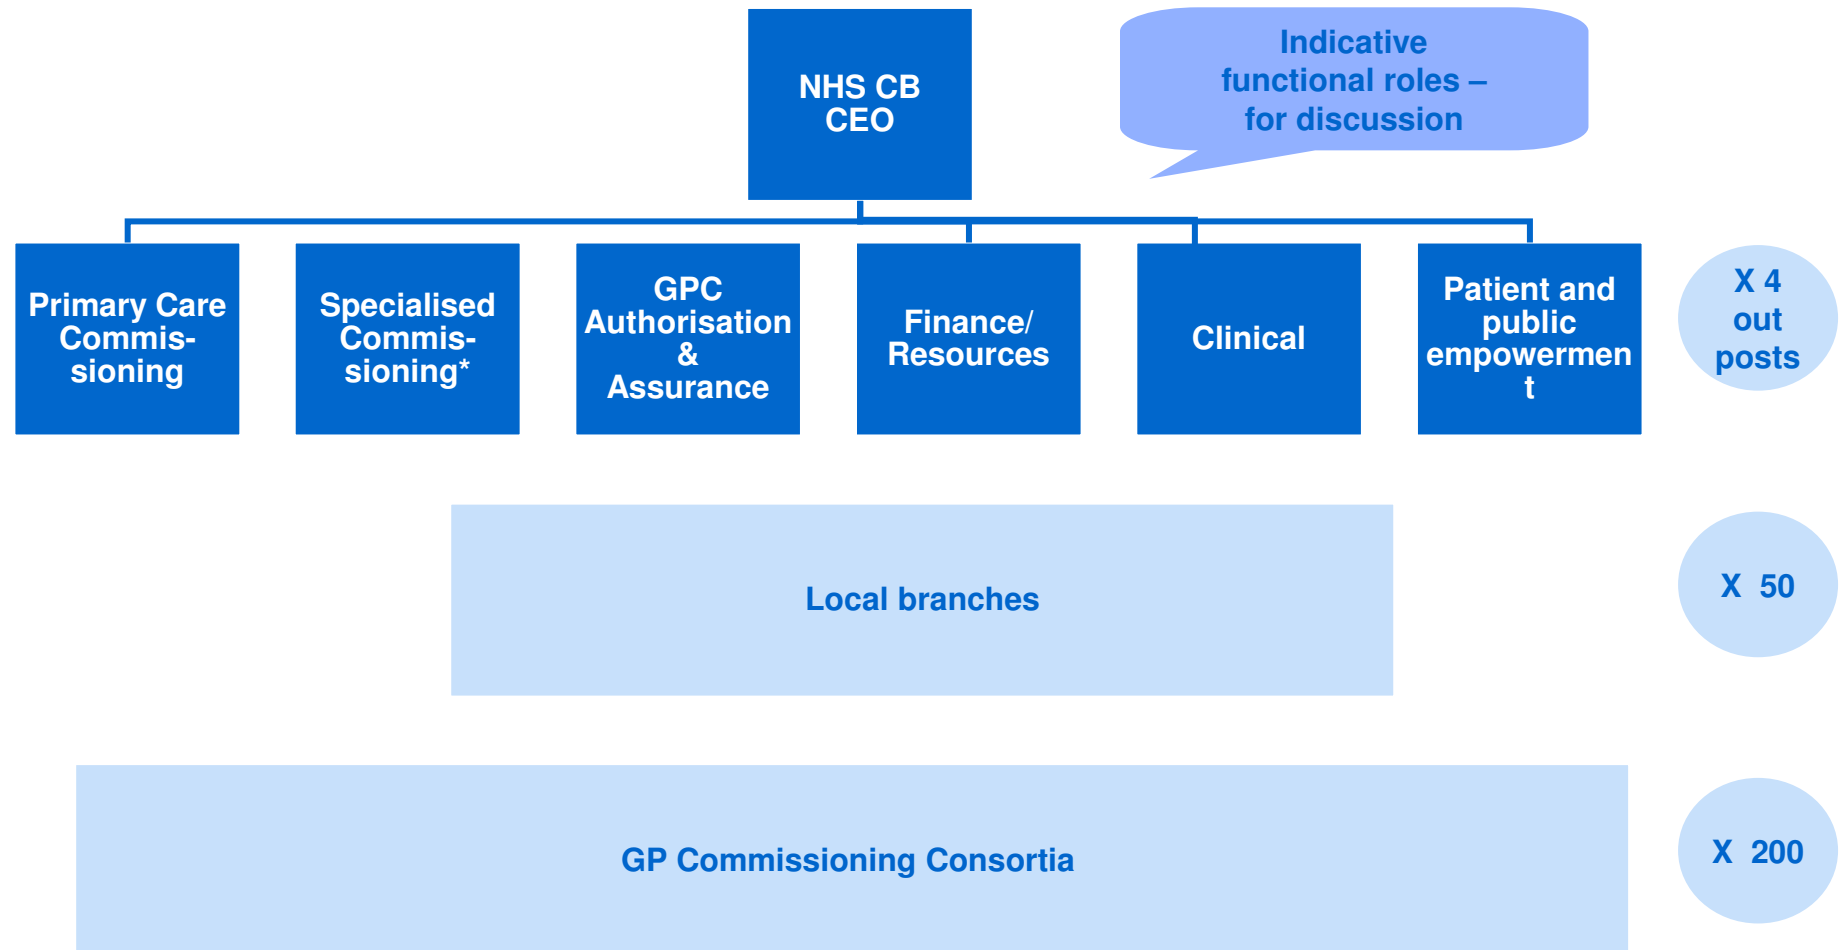 NHS CB
CEO
Indicative
functional roles –
for discussion
Primary Care
Commis-
sioning
Specialised
Commis-
sioning*
GPC
Authorisation
&
Assurance
Finance/
Resources
Clinical
Patient and
public
empowermen
t
X 4
out
posts
Local branches
X 50
GP Commissioning Consortia
X 200